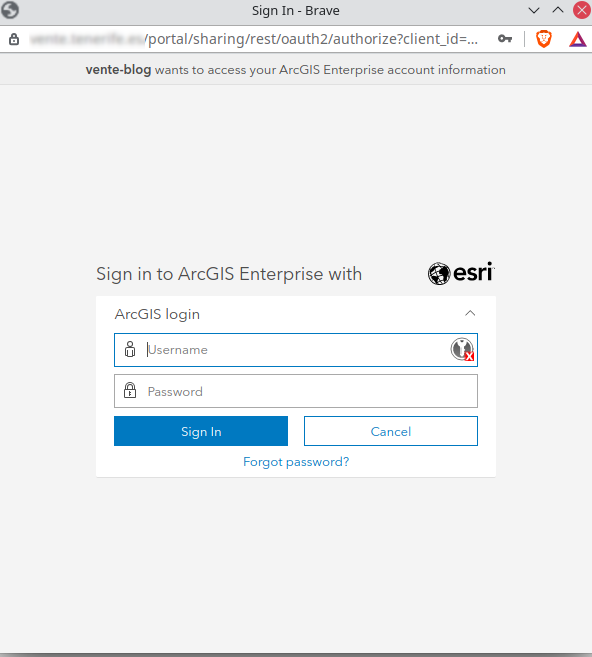 Sign In - Brave
/portal/sharing/rest/oauth2/authorize?client_id=...
vente-blog wants to access your ArcGIS Enterprise account information
Sign in to ArcGIS Enterprise with esri
ArcGIS login
Username
Password
Sign In Cancel
Forgot password?